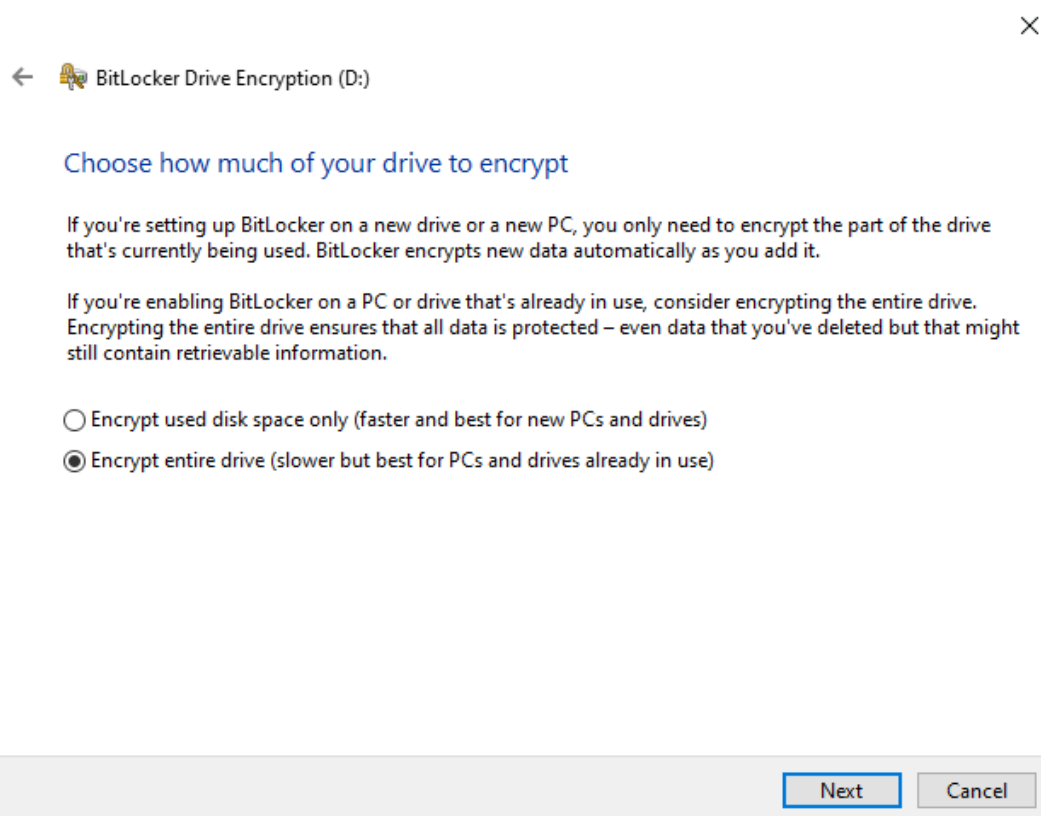 BitLocker Drive Encryption (D:)
Choose how much of your drive to encrypt
If you're setting up BitLocker on a new drive or a new PC, you only need to encrypt the part of the drive
that's currently being used. BitLocker encrypts new data automatically as you add it.
If you're enabling BitLocker on a PC or drive that's already in use, consider encrypting the entire drive.
Encrypting the entire drive ensures that all data is protected – even data that you've deleted but that might
still contain retrievable information.
Encrypt used disk space only (faster and best for new PCs and drives)
Encrypt entire drive (slower but best for PCs and drives already in use)
Next
Cancel